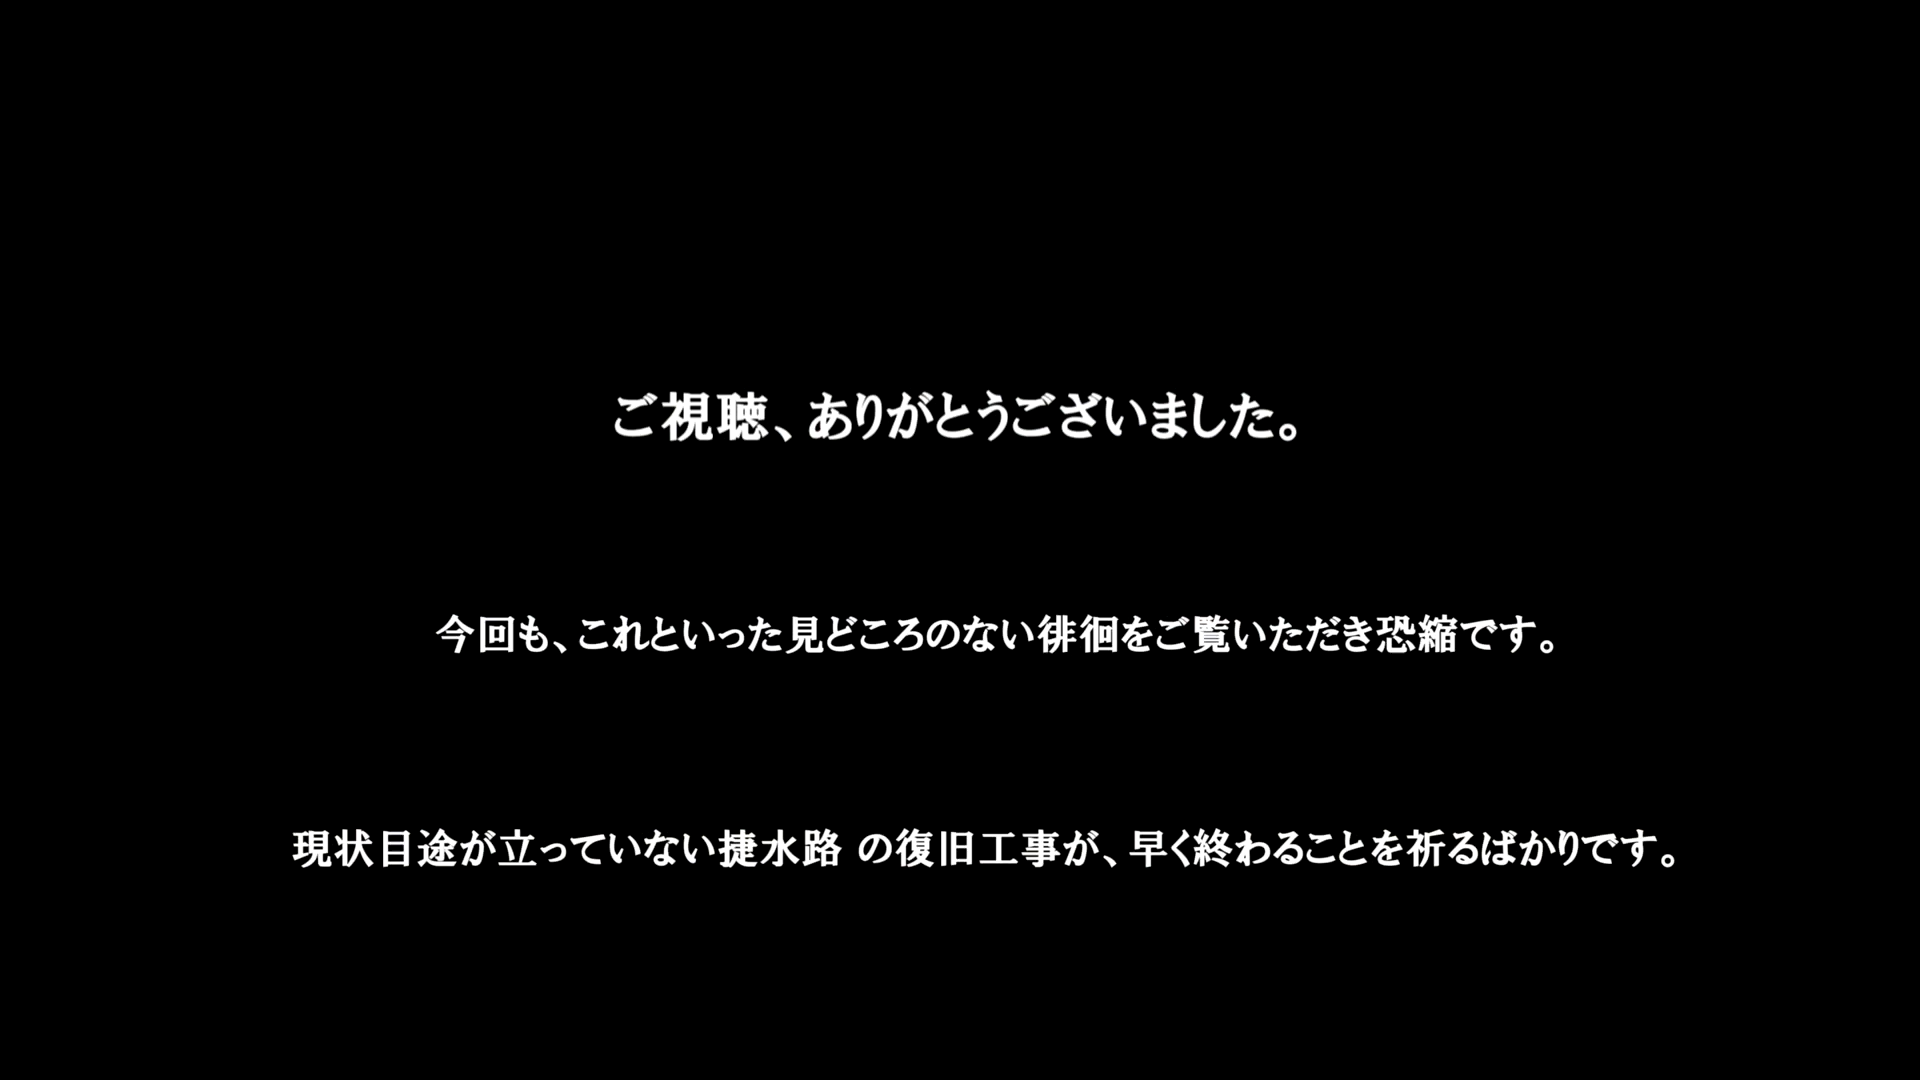 ご視聴、ありがとうございました。
今回も、これといった見どころのない徘徊をご覧いただき恐縮です。
現状目途が立っていない捷水路 の復旧工事が、早く終わることを祈るばかりです。